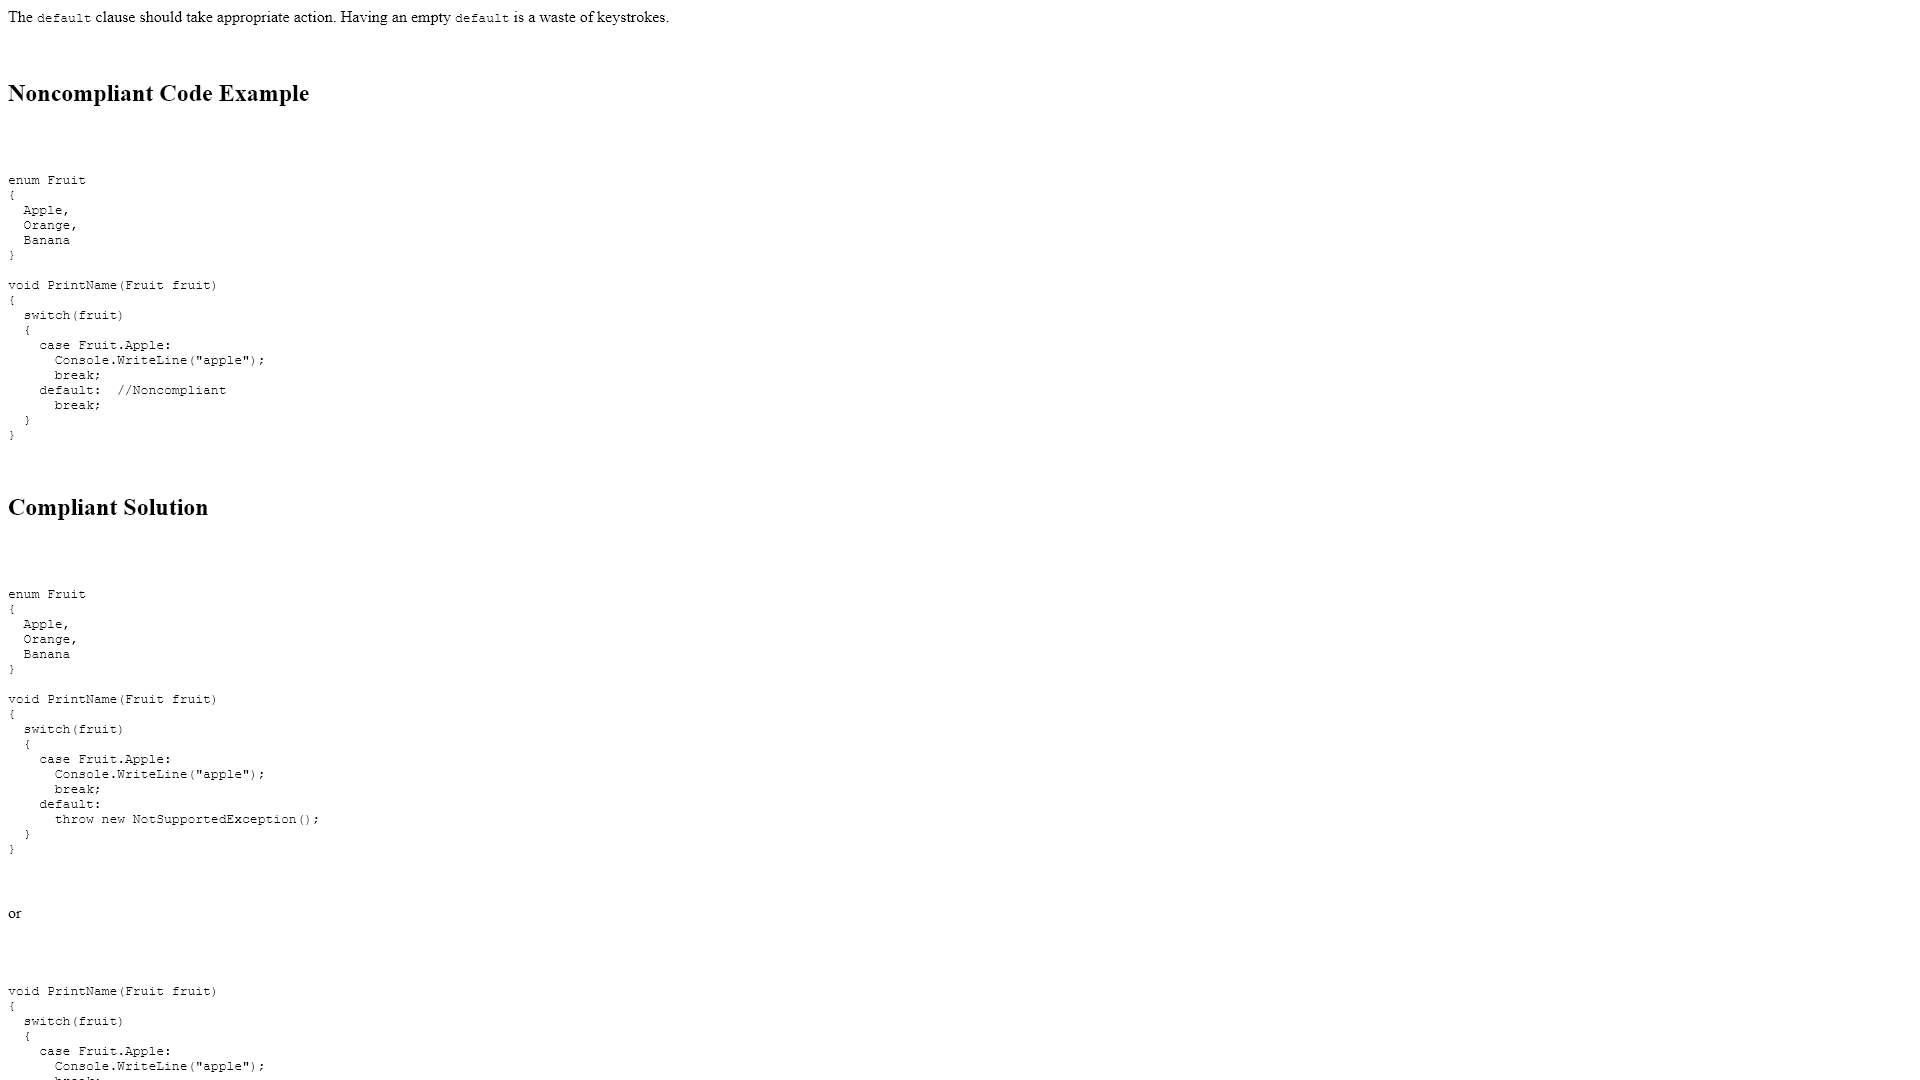 The default clause should take appropriate action. Having an empty default is a waste of keystrokes.
Noncompliant Code Example
enum Fruit
{
  Apple,
  Orange,
  Banana
}
void PrintName(Fruit fruit)
{
  switch(fruit)
  {
    case Fruit.Apple:
      Console.WriteLine("apple");
      break;
    default:  //Noncompliant
      break;
  }
}
Compliant Solution
enum Fruit
{
  Apple,
  Orange,
  Banana
}
void PrintName(Fruit fruit)
{
  switch(fruit)
  {
    case Fruit.Apple:
      Console.WriteLine("apple");
      break;
    default:
      throw new NotSupportedException();
  }
}
or
void PrintName(Fruit fruit)
{
  switch(fruit)
  {
    case Fruit.Apple:
      Console.WriteLine("apple");